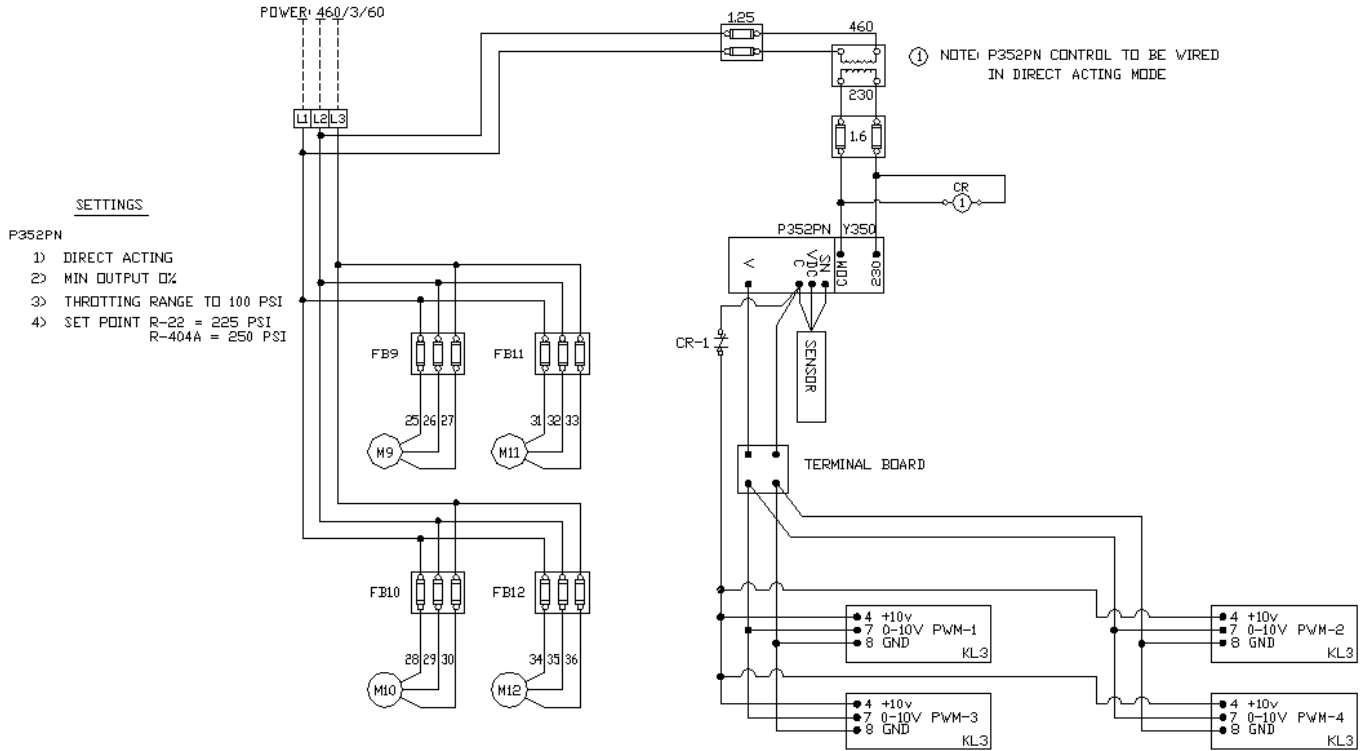 POWER: 460/3/60
1.25
460
① NOTE: P352PN CONTROL TO BE WIRED
IN DIRECT ACTING MODE
230
L1 L2 L3
1.6
SETTINGS
CR
1
P352PN Y350
P352PN
1) DIRECT ACTING
2) MIN OUTPUT 0%
3) THROTTING RANGE TO 100 PSI
4) SET POINT R-22 = 225 PSI
R-404A = 250 PSI
V C VDC SN COM 230
CR-1
SENSOR
FB9
FB11
25 26 27
31 32 33
M9
M11
TERMINAL BOARD
FB10
FB12
28 29 30
34 35 36
M10
M12
4 +10v
7 0-10V PWM-1
8 GND
KL3
4 +10v
7 0-10V PWM-2
8 GND
KL3
4 +10v
7 0-10V PWM-3
8 GND
KL3
4 +10v
7 0-10V PWM-4
8 GND
KL3